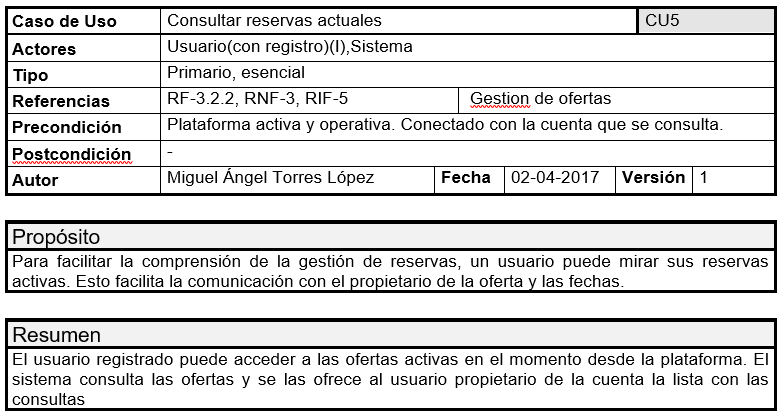 Caso de Uso Consultar reservas actuales CU5
Actores Usuario(con registro)(I),Sistema
Tipo Primario, esencial
Referencias RF-3.2.2, RNF-3, RIF-5 Gestion de ofertas
Precondición Plataforma activa y operativa. Conectado con la cuenta que se consulta.
Postcondición -
Autor Miguel Ángel Torres López Fecha 02-04-2017 Versión 1
Propósito
Para facilitar la comprensión de la gestión de reservas, un usuario puede mirar sus reservas
activas. Esto facilita la comunicación con el propietario de la oferta y las fechas.
Resumen
El usuario registrado puede acceder a las ofertas activas en el momento desde la plataforma. El
sistema consulta las ofertas y se las ofrece al usuario propietario de la cuenta la lista con las
consultas